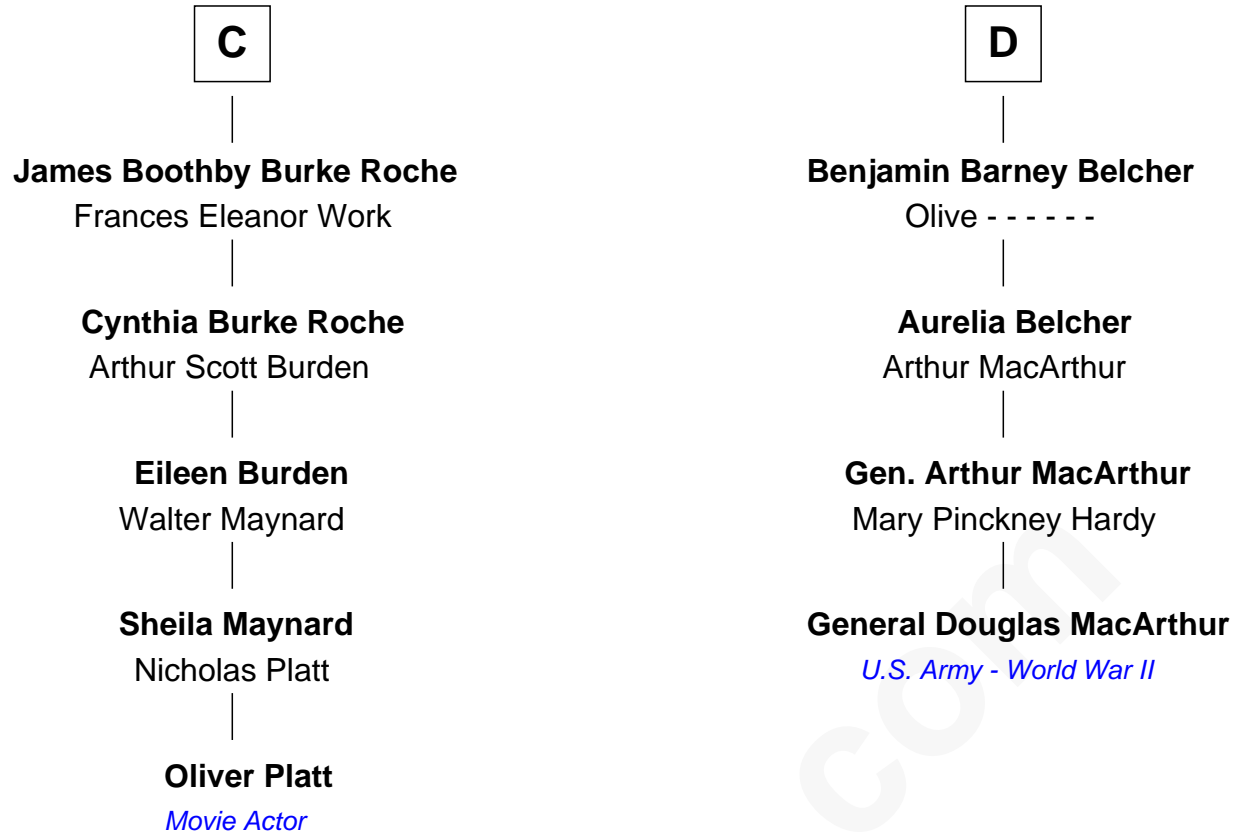 C
James Boothby Burke Roche
Frances Eleanor Work
Cynthia Burke Roche
Arthur Scott Burden
Eileen Burden
Walter Maynard
Sheila Maynard
Nicholas Platt
Oliver Platt
Movie Actor
D
Benjamin Barney Belcher
Olive - - - - - -
Aurelia Belcher
Arthur MacArthur
Gen. Arthur MacArthur
Mary Pinckney Hardy
General Douglas MacArthur
U.S. Army - World War II
com